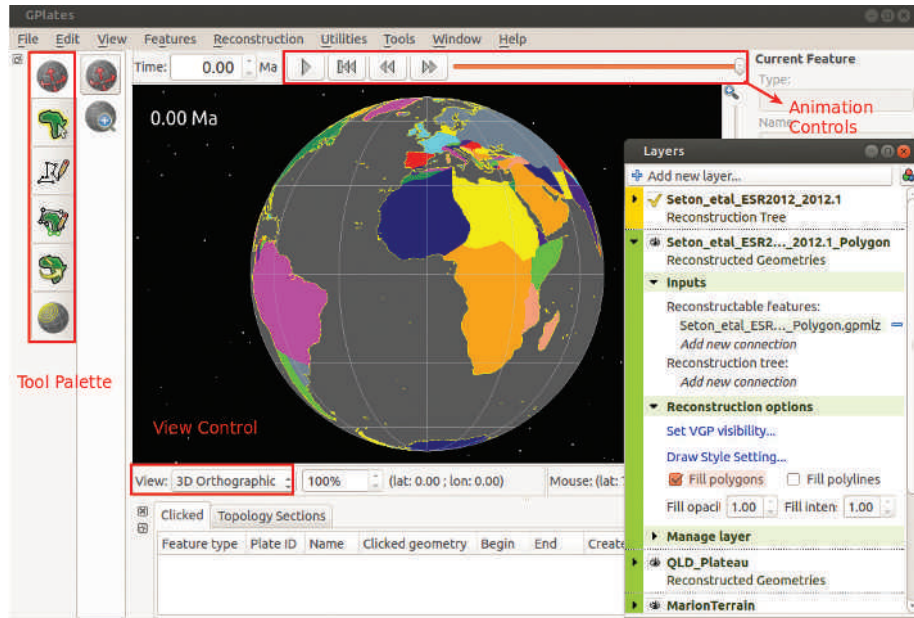 GPlates
File Edit View Features Reconstruction Utilities Tools Window Help
Time: 0.00 Ma
Current Feature
Type:
Name:
Animation
Controls
0.00 Ma
Layers
Add new layer...
Seton_etal_ESR2012_2012.1
Reconstruction Tree
Seton_etal_ESR2..._2012.1_Polygon
Reconstructed Geometries
Inputs
Reconstructable features:
Seton_etal_ESR..._Polygon.gpmlz
Add new connection
Reconstruction tree:
Add new connection
Reconstruction options
Set VGP visibility...
Draw Style Setting...
Fill polygons Fill polylines
Fill opaci 1.00 Fill inten 1.00
Manage layer
QLD_Plateau
Reconstructed Geometries
MarionTerrain
Tool Palette
View Control
View: 3D Orthographic 100% (lat: 0.00 ; lon: 0.00) Mouse: (lat:
Clicked Topology Sections
Feature type Plate ID Name Clicked geometry Begin End Create